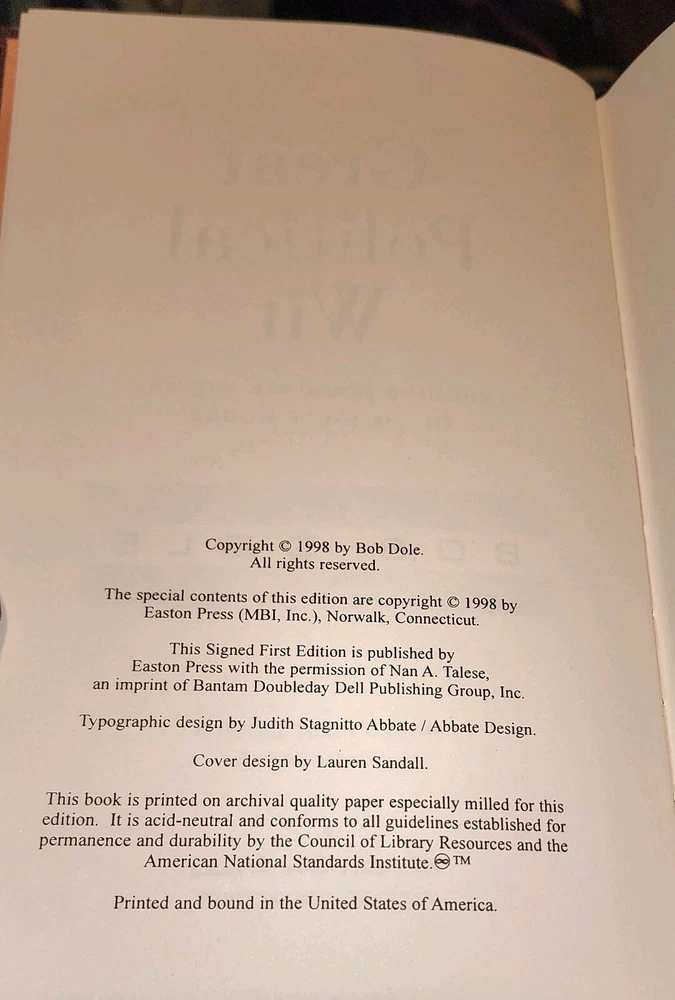 Great
Political
Wit
Copyright © 1998 by Bob Dole.
All rights reserved.
The special contents of this edition are copyright © 1998 by
Easton Press (MBI, Inc.), Norwalk, Connecticut.
This Signed First Edition is published by
Easton Press with the permission of Nan A. Talese,
an imprint of Bantam Doubleday Dell Publishing Group, Inc.
Typographic design by Judith Stagnitto Abbate / Abbate Design.
Cover design by Lauren Sandall.
This book is printed on archival quality paper especially milled for this
edition. It is acid-neutral and conforms to all guidelines established for
permanence and durability by the Council of Library Resources and the
American National Standards Institute.♾™
Printed and bound in the United States of America.